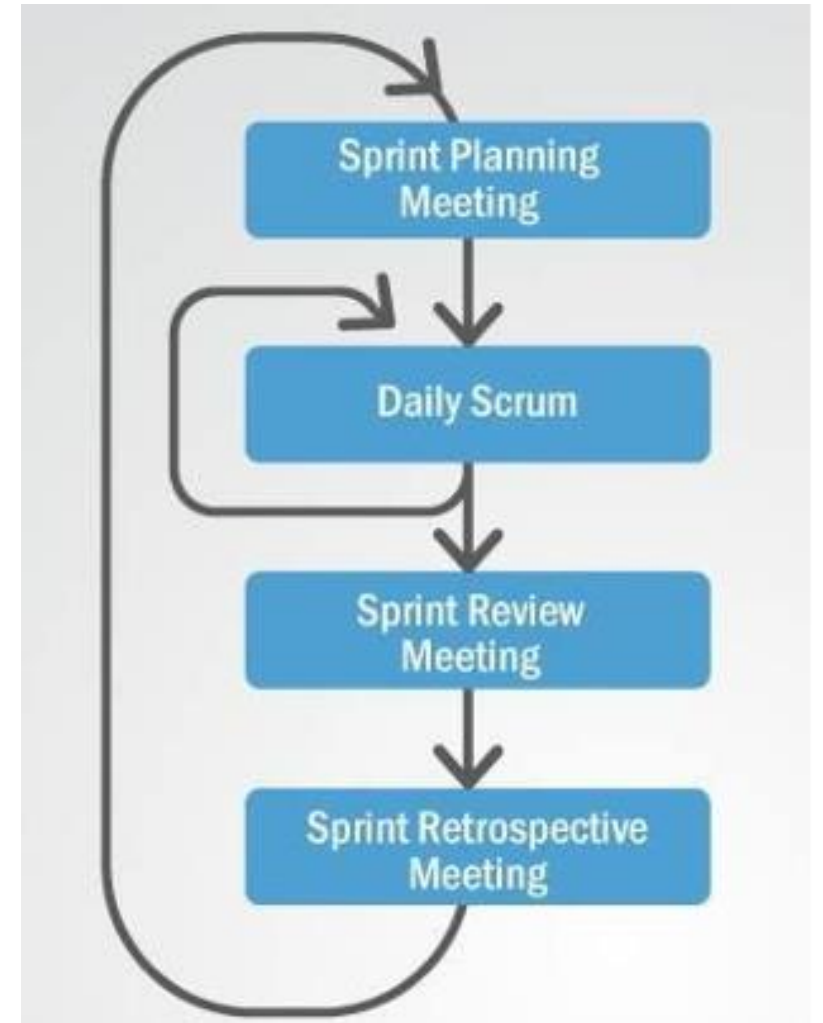 Sprint Planning
Meeting
Daily Scrum
Sprint Review
Meeting
Sprint Retrospective
Meeting